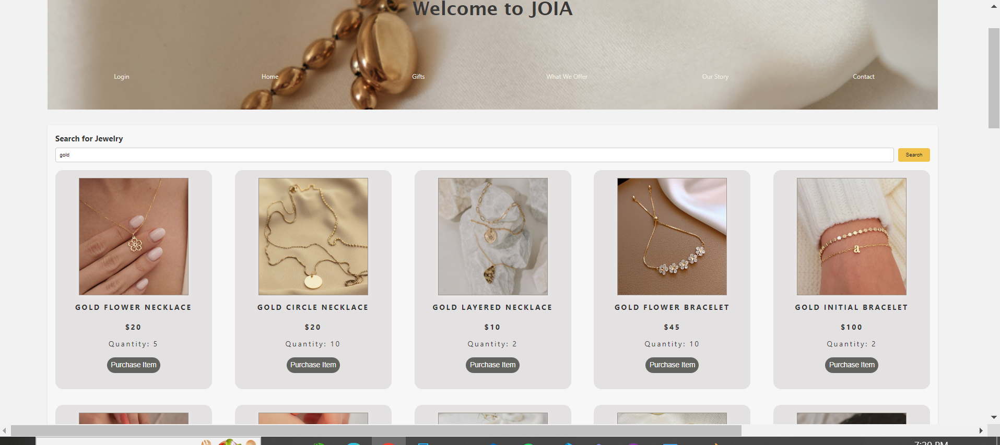 Welcome to JOIA
Login Home Gifts What We Offer Our Story Contact
Search for Jewelry
gold Search
a
GOLD FLOWER NECKLACE GOLD CIRCLE NECKLACE GOLD LAYERED NECKLACE GOLD FLOWER BRACELET GOLD INITIAL BRACELET
$20 $20 $10 $45 $100
Quantity: 5 Quantity: 10 Quantity: 2 Quantity: 10 Quantity: 2
Purchase Item Purchase Item Purchase Item Purchase Item Purchase Item